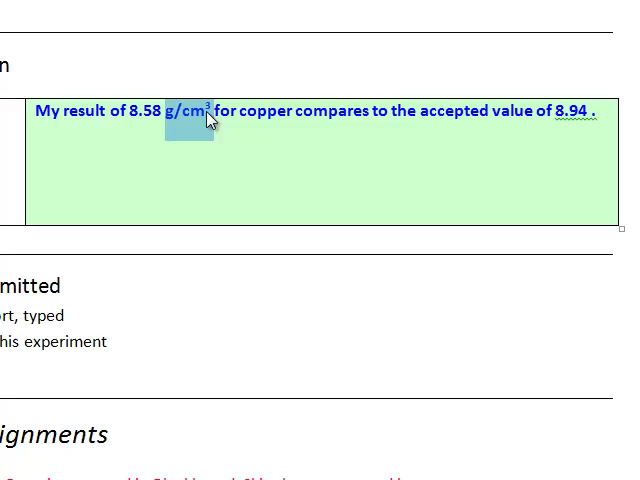 n
My result of 8.58 g/cm³ for copper compares to the accepted value of 8.94 .
mitted
rt, typed
his experiment
ignments